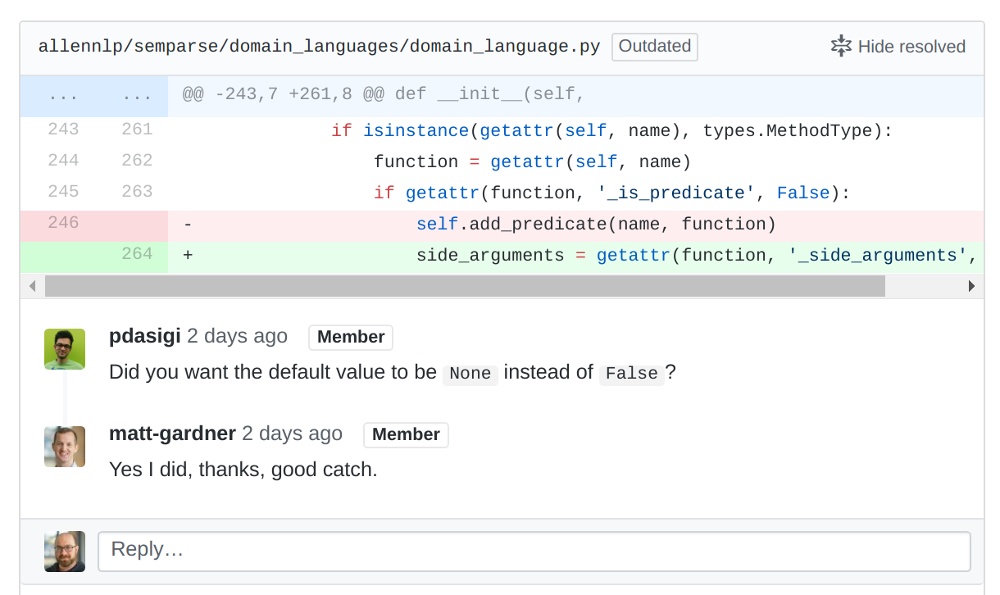 allennlp/semparse/domain_languages/domain_language.py Outdated Hide resolved
... ... @@ -243,7 +261,8 @@ def __init__(self,
243 261 if isinstance(getattr(self, name), types.MethodType):
244 262 function = getattr(self, name)
245 263 if getattr(function, '_is_predicate', False):
246 - self.add_predicate(name, function)
264 + side_arguments = getattr(function, '_side_arguments',
pdasigi 2 days ago Member
Did you want the default value to be None instead of False?
matt-gardner 2 days ago Member
Yes I did, thanks, good catch.
Reply…